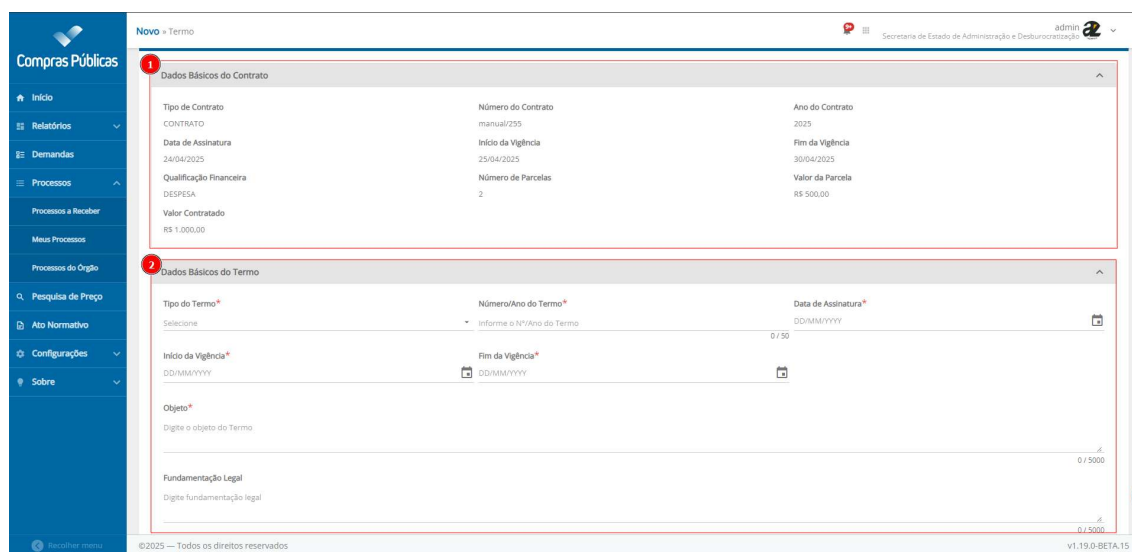 Compras Públicas
Início
Relatórios
Demandas
Processos
Processos a Receber
Meus Processos
Processos do Órgão
Pesquisa de Preço
Ato Normativo
Configurações
Sobre
Recolher menu
Novo » Termo
9+
admin
Secretaria de Estado de Administração e Desburocratização
1
Dados Básicos do Contrato
Tipo de Contrato Número do Contrato Ano do Contrato
CONTRATO manual/255 2025
Data de Assinatura Início da Vigência Fim da Vigência
24/04/2025 25/04/2025 30/04/2025
Qualificação Financeira Número de Parcelas Valor da Parcela
DESPESA 2 R$ 500,00
Valor Contratado
R$ 1.000,00
2
Dados Básicos do Termo
Tipo do Termo* Número/Ano do Termo* Data de Assinatura*
Selecione Informe o Nº/Ano do Termo DD/MM/YYYY
0 / 50
Início da Vigência* Fim da Vigência*
DD/MM/YYYY DD/MM/YYYY
Objeto*
Digite o objeto do Termo
0 / 5000
Fundamentação Legal
Digite fundamentação legal
0 / 5000
©2025 — Todos os direitos reservados v1.19.0-BETA.15